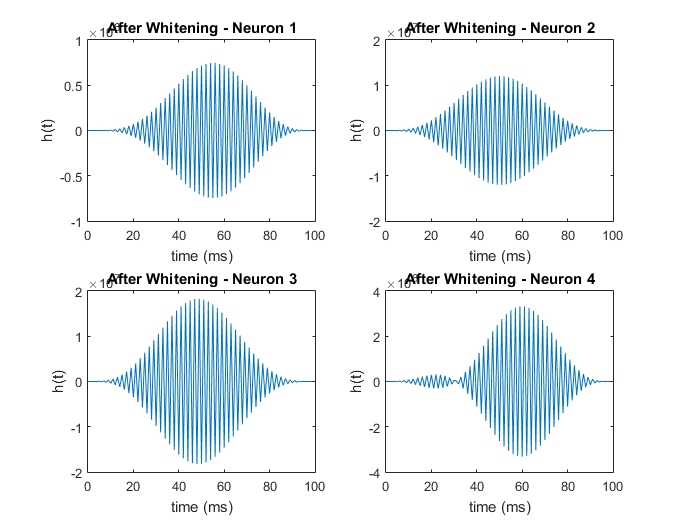 After Whitening - Neuron 1
1
0.5
0
-0.5
-1
h(t)
0 20 40 60 80 100
time (ms)
After Whitening - Neuron 2
2
1
0
-1
-2
h(t)
0 20 40 60 80 100
time (ms)
After Whitening - Neuron 3
2
1
0
-1
-2
h(t)
0 20 40 60 80 100
time (ms)
After Whitening - Neuron 4
4
2
0
-2
-4
h(t)
0 20 40 60 80 100
time (ms)